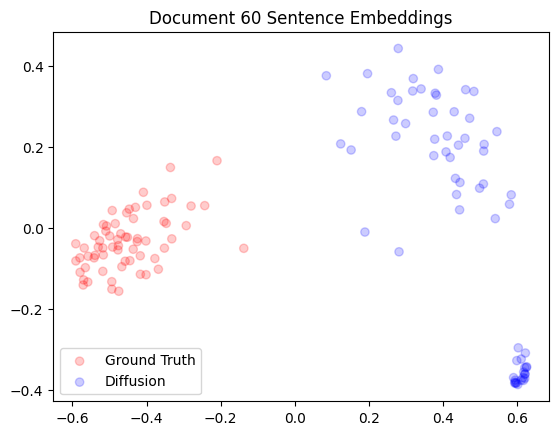 Document 60 Sentence Embeddings
0.4
0.2
0.0
−0.2
−0.4
Ground Truth
Diffusion
−0.6 −0.4 −0.2 0.0 0.2 0.4 0.6